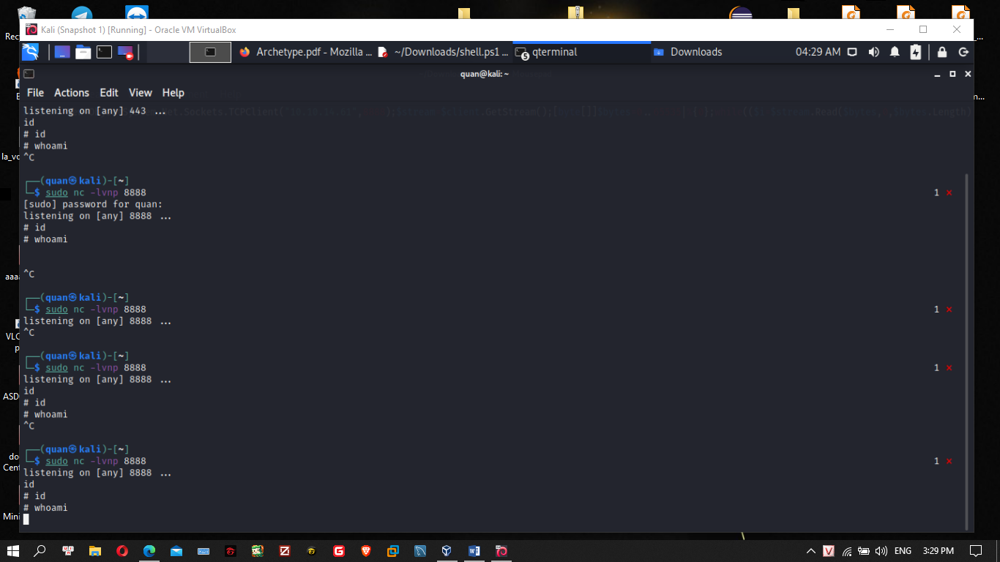 Kali (Snapshot 1) [Running] - Oracle VM VirtualBox
Archetype.pdf - Mozilla ...
~/Downloads/shell.ps1 ...
5
qterminal
Downloads
04:29 AM
quan@kali: ~
File Actions Edit View Help
listening on [any] 443 ...
id
# id
# whoami
^C
┌──(quan㉿kali)-[~]
└─$ sudo nc -lvnp 8888
1 ×
[sudo] password for quan:
listening on [any] 8888 ...
# id
# whoami
^C
┌──(quan㉿kali)-[~]
└─$ sudo nc -lvnp 8888
1 ×
listening on [any] 8888 ...
^C
┌──(quan㉿kali)-[~]
└─$ sudo nc -lvnp 8888
1 ×
listening on [any] 8888 ...
id
# id
# whoami
^C
┌──(quan㉿kali)-[~]
└─$ sudo nc -lvnp 8888
1 ×
listening on [any] 8888 ...
id
# id
# whoami
ENG
3:29 PM